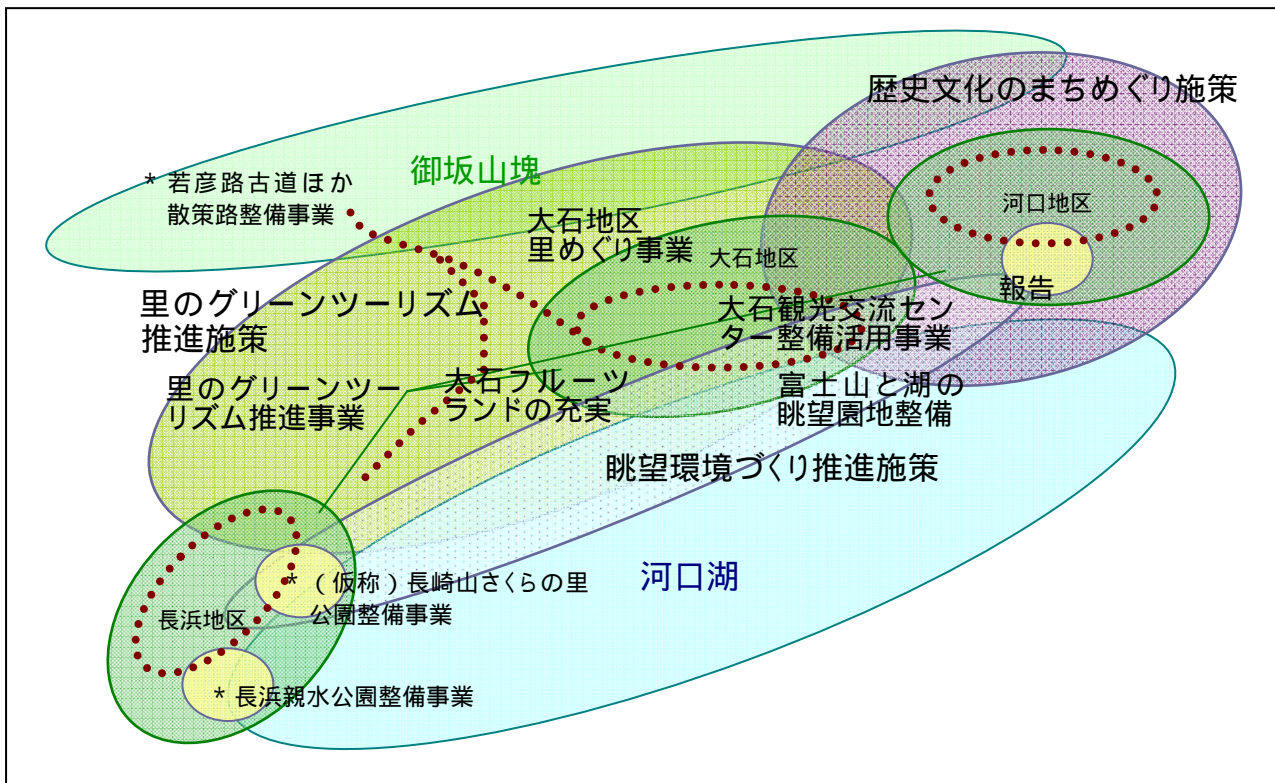 歴史文化のまちめぐり施策
御坂山塊
* 若彦路古道ほか
散策路整備事業
河口地区
大石地区
里めぐり事業
大石地区
報告
里のグリーンツーリズム
推進施策
大石観光交流セン
ター整備活用事業
里のグリーンツー
リズム推進事業
大石フルーツ
ランドの充実
富士山と湖の
眺望園地整備
眺望環境づくり推進施策
河口湖
* （仮称）長崎山さくらの里
公園整備事業
長浜地区
* 長浜親水公園整備事業